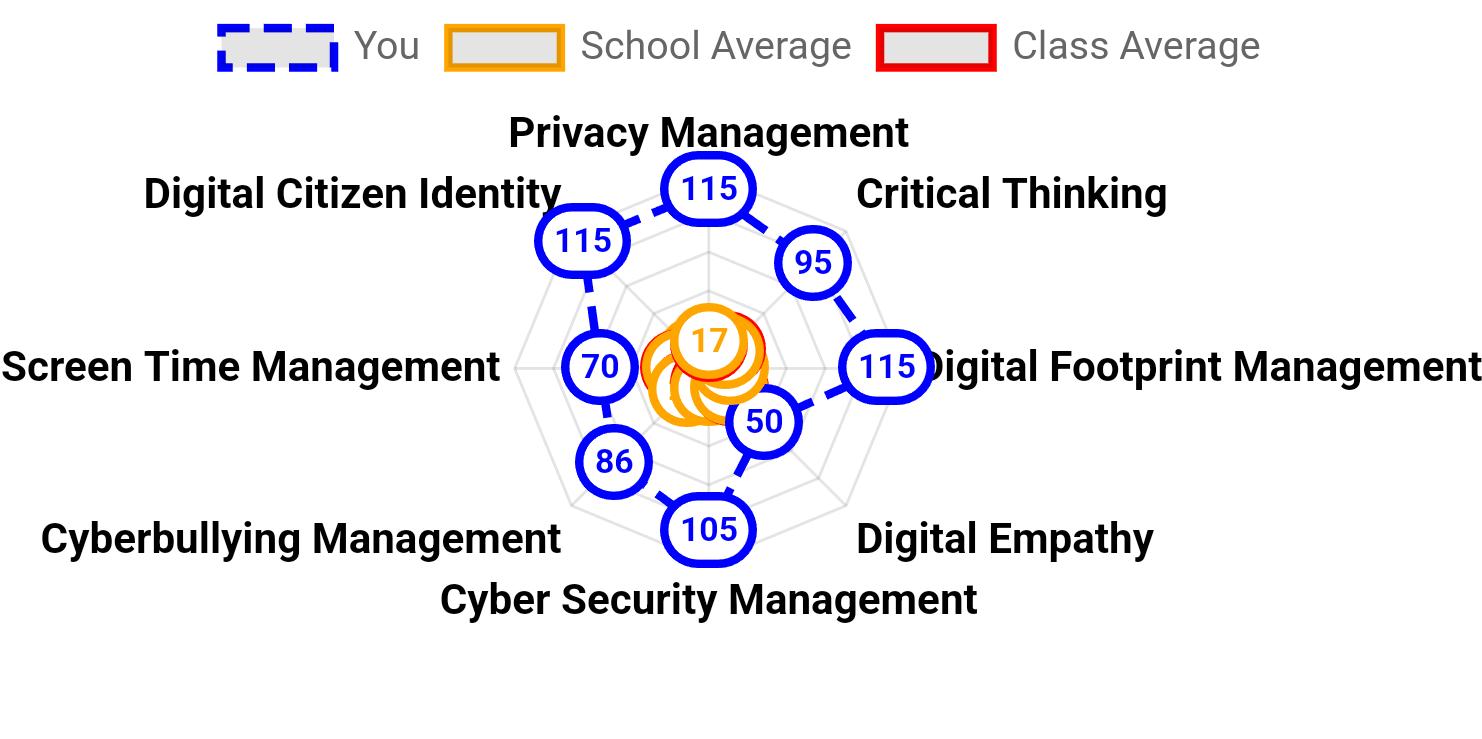 You School Average Class Average
Privacy Management
Digital Citizen Identity Critical Thinking
115
115
95
17
Screen Time Management 70 115 Digital Footprint Management
50
86
105
Cyberbullying Management Digital Empathy
Cyber Security Management